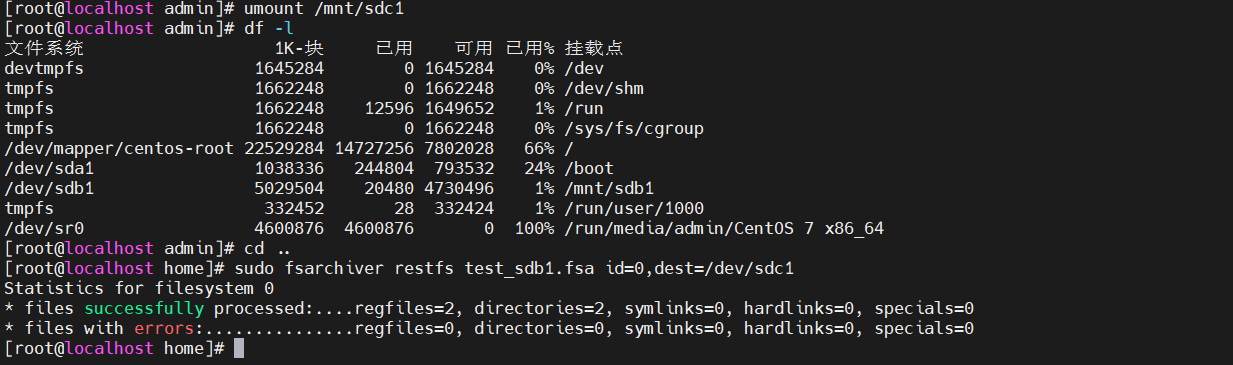 [root@localhost admin]# umount /mnt/sdc1
[root@localhost admin]# df -l
文件系统                   1K-块     已用    可用 已用% 挂载点
devtmpfs                 1645284        0 1645284    0% /dev
tmpfs                    1662248        0 1662248    0% /dev/shm
tmpfs                    1662248    12596 1649652    1% /run
tmpfs                    1662248        0 1662248    0% /sys/fs/cgroup
/dev/mapper/centos-root 22529284 14727256 7802028   66% /
/dev/sda1                1038336   244804  793532   24% /boot
/dev/sdb1                5029504    20480 4730496    1% /mnt/sdb1
tmpfs                     332452       28  332424    1% /run/user/1000
/dev/sr0                 4600876  4600876       0  100% /run/media/admin/CentOS 7 x86_64
[root@localhost admin]# cd ..
[root@localhost home]# sudo fsarchiver restfs test_sdb1.fsa id=0,dest=/dev/sdc1
Statistics for filesystem 0
* files successfully processed:....regfiles=2, directories=2, symlinks=0, hardlinks=0, specials=0
* files with errors:...............regfiles=0, directories=0, symlinks=0, hardlinks=0, specials=0
[root@localhost home]#